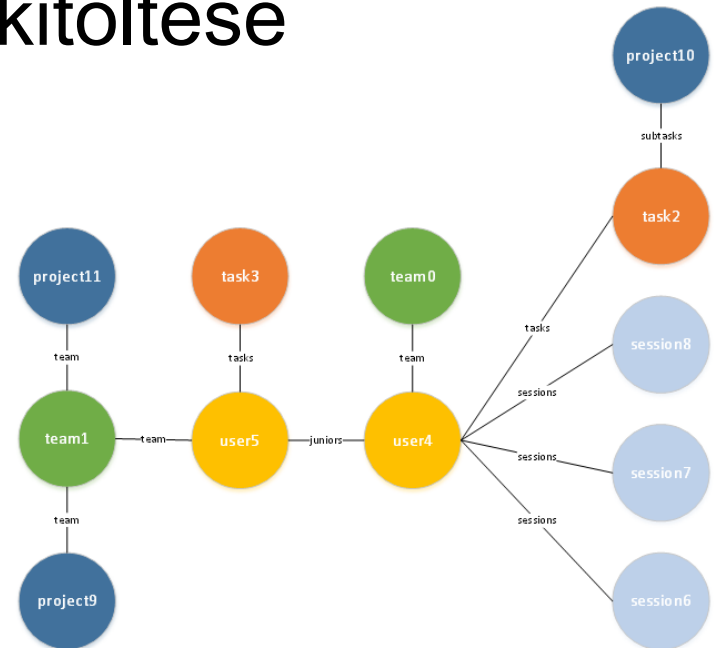 kitöltése
project10
subtasks
task2
project11
task3
team0
tasks
session8
team
tasks
team
sessions
team1
team
user5
juniors
user4
sessions
session7
team
sessions
project9
session6